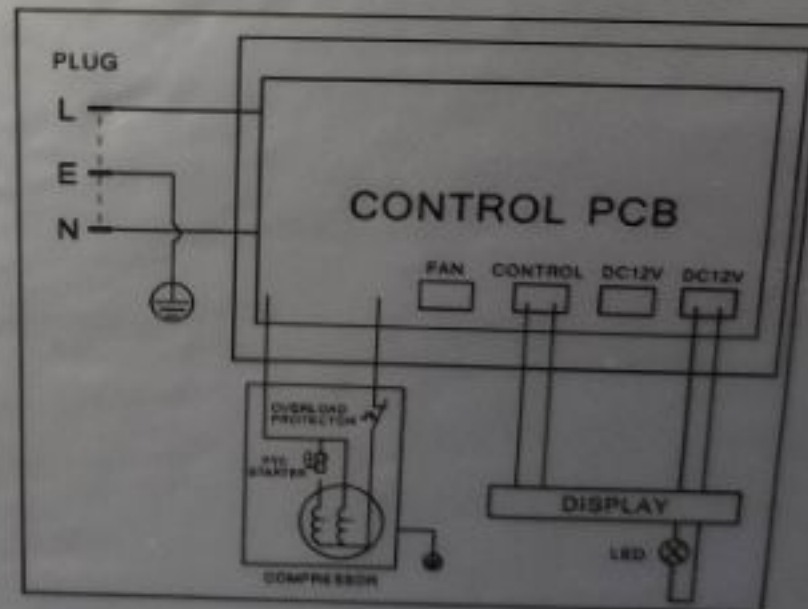 PLUG
L
E
N
CONTROL PCB
FAN
CONTROL
DC12V
DC12V
OVERLOAD
PROTECTOR
PTC
STARTER
COMPRESSOR
DISPLAY
LED